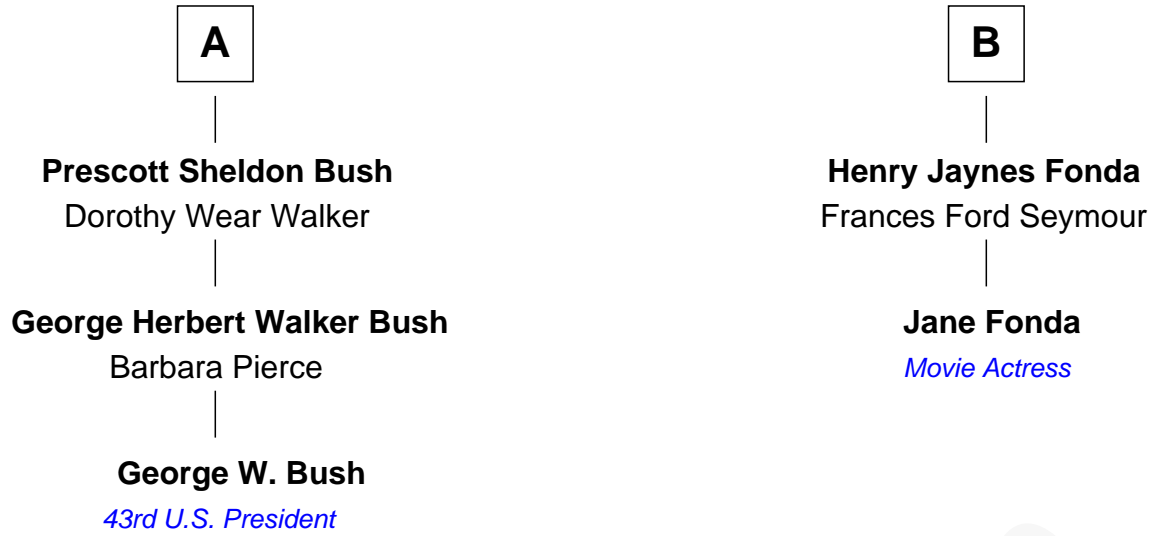 A
Prescott Sheldon Bush
Dorothy Wear Walker
George Herbert Walker Bush
Barbara Pierce
George W. Bush
43rd U.S. President
B
Henry Jaynes Fonda
Frances Ford Seymour
Jane Fonda
Movie Actress